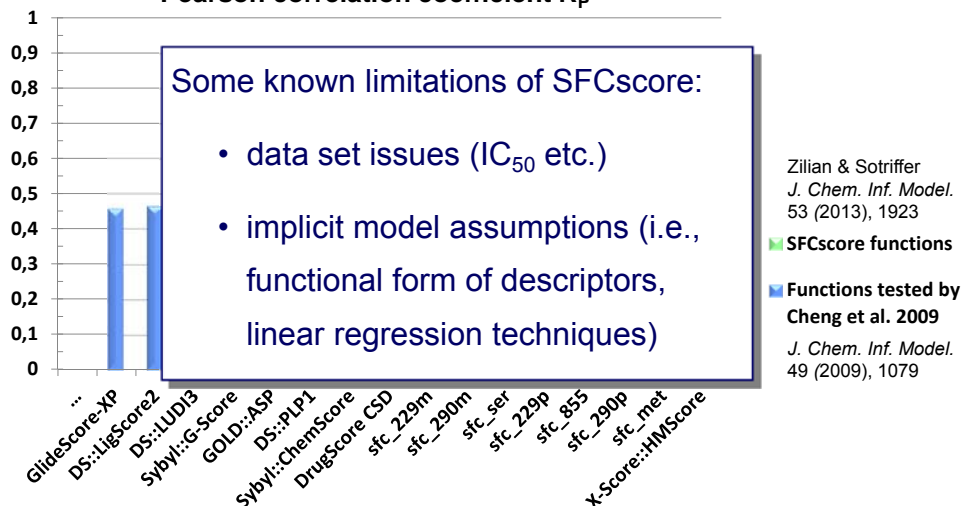 1
0,9
0,8
0,7
0,6
0,5
0,4
0,3
0,2
0,1
0
Some known limitations of SFCscore:
• data set issues (IC50 etc.)
• implicit model assumptions (i.e.,
functional form of descriptors,
linear regression techniques)
Zilian & Sotriffer
J. Chem. Inf. Model.
53 (2013), 1923
SFCscore functions
Functions tested by
Cheng et al. 2009
J. Chem. Inf. Model.
49 (2009), 1079
...
GlideScore-XP
DS::LigScore2
DS::LUDI3
Sybyl::G-Score
GOLD::ASP
DS::PLP1
Sybyl::ChemScore
DrugScore CSD
sfc_229m
sfc_290m
sfc_ser
sfc_229p
sfc_855
sfc_290p
sfc_met
X-Score::HMScore